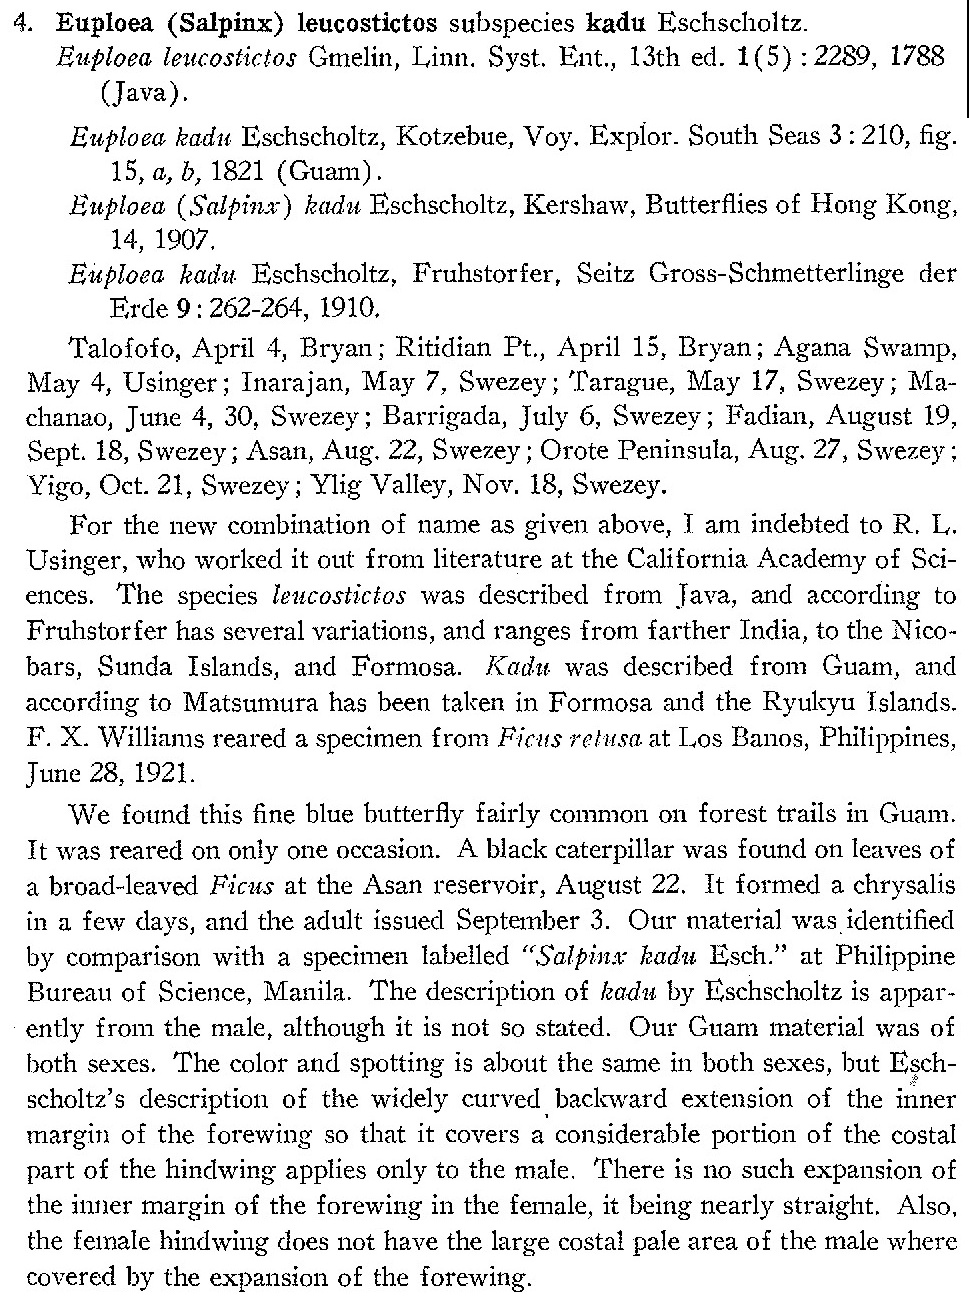 4. Euploea (Salpinx) leucostictos subspecies kadu Eschscholtz.
Euploea leucostictos Gmelin, Linn. Syst. Ent., 13th ed. 1(5) : 2289, 1788
(Java).
Euploea kadu Eschscholtz, Kotzebue, Voy. Explor. South Seas 3 : 210, fig.
15, a, b, 1821 (Guam).
Euploea (Salpinx) kadu Eschscholtz, Kershaw, Butterflies of Hong Kong,
14, 1907.
Euploea kadu Eschscholtz, Fruhstorfer, Seitz Gross-Schmetterlinge der
Erde 9 : 262-264, 1910.
Talofofo, April 4, Bryan; Ritidian Pt., April 15, Bryan; Agana Swamp,
May 4, Usinger; Inarajan, May 7, Swezey; Tarague, May 17, Swezey; Ma-
chanao, June 4, 30, Swezey; Barrigada, July 6, Swezey; Fadian, August 19,
Sept. 18, Swezey; Asan, Aug. 22, Swezey; Orote Peninsula, Aug. 27, Swezey;
Yigo, Oct. 21, Swezey; Ylig Valley, Nov. 18, Swezey.
For the new combination of name as given above, I am indebted to R. L.
Usinger, who worked it out from literature at the California Academy of Sci-
ences. The species leucostictos was described from Java, and according to
Fruhstorfer has several variations, and ranges from farther India, to the Nico-
bars, Sunda Islands, and Formosa. Kadu was described from Guam, and
according to Matsumura has been taken in Formosa and the Ryukyu Islands.
F. X. Williams reared a specimen from Ficus retusa at Los Banos, Philippines,
June 28, 1921.
We found this fine blue butterfly fairly common on forest trails in Guam.
It was reared on only one occasion. A black caterpillar was found on leaves of
a broad-leaved Ficus at the Asan reservoir, August 22. It formed a chrysalis
in a few days, and the adult issued September 3. Our material was identified
by comparison with a specimen labelled "Salpinx kadu Esch." at Philippine
Bureau of Science, Manila. The description of kadu by Eschscholtz is appar-
ently from the male, although it is not so stated. Our Guam material was of
both sexes. The color and spotting is about the same in both sexes, but Esch-
scholtz's description of the widely curved backward extension of the inner
margin of the forewing so that it covers a considerable portion of the costal
part of the hindwing applies only to the male. There is no such expansion of
the inner margin of the forewing in the female, it being nearly straight. Also,
the female hindwing does not have the large costal pale area of the male where
covered by the expansion of the forewing.